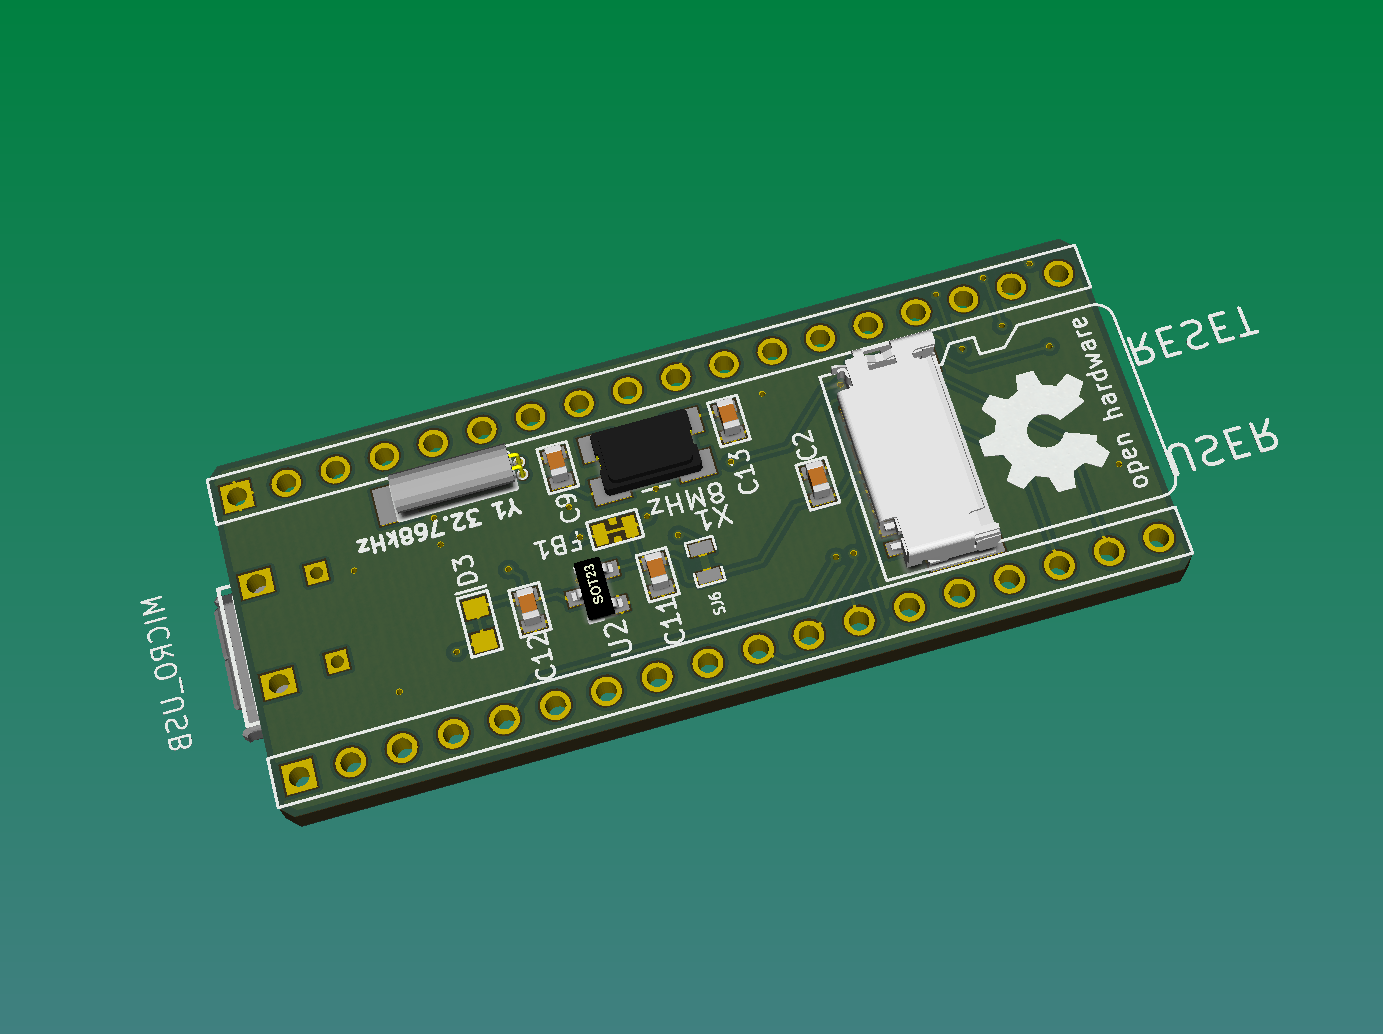 RESET
USER
open hardware
C2
C13
8MHz
X1
C9
Y1 32.768kHz
FB1
D3
SOT23
SJ6
C11
U2
C12
MICRO_USB